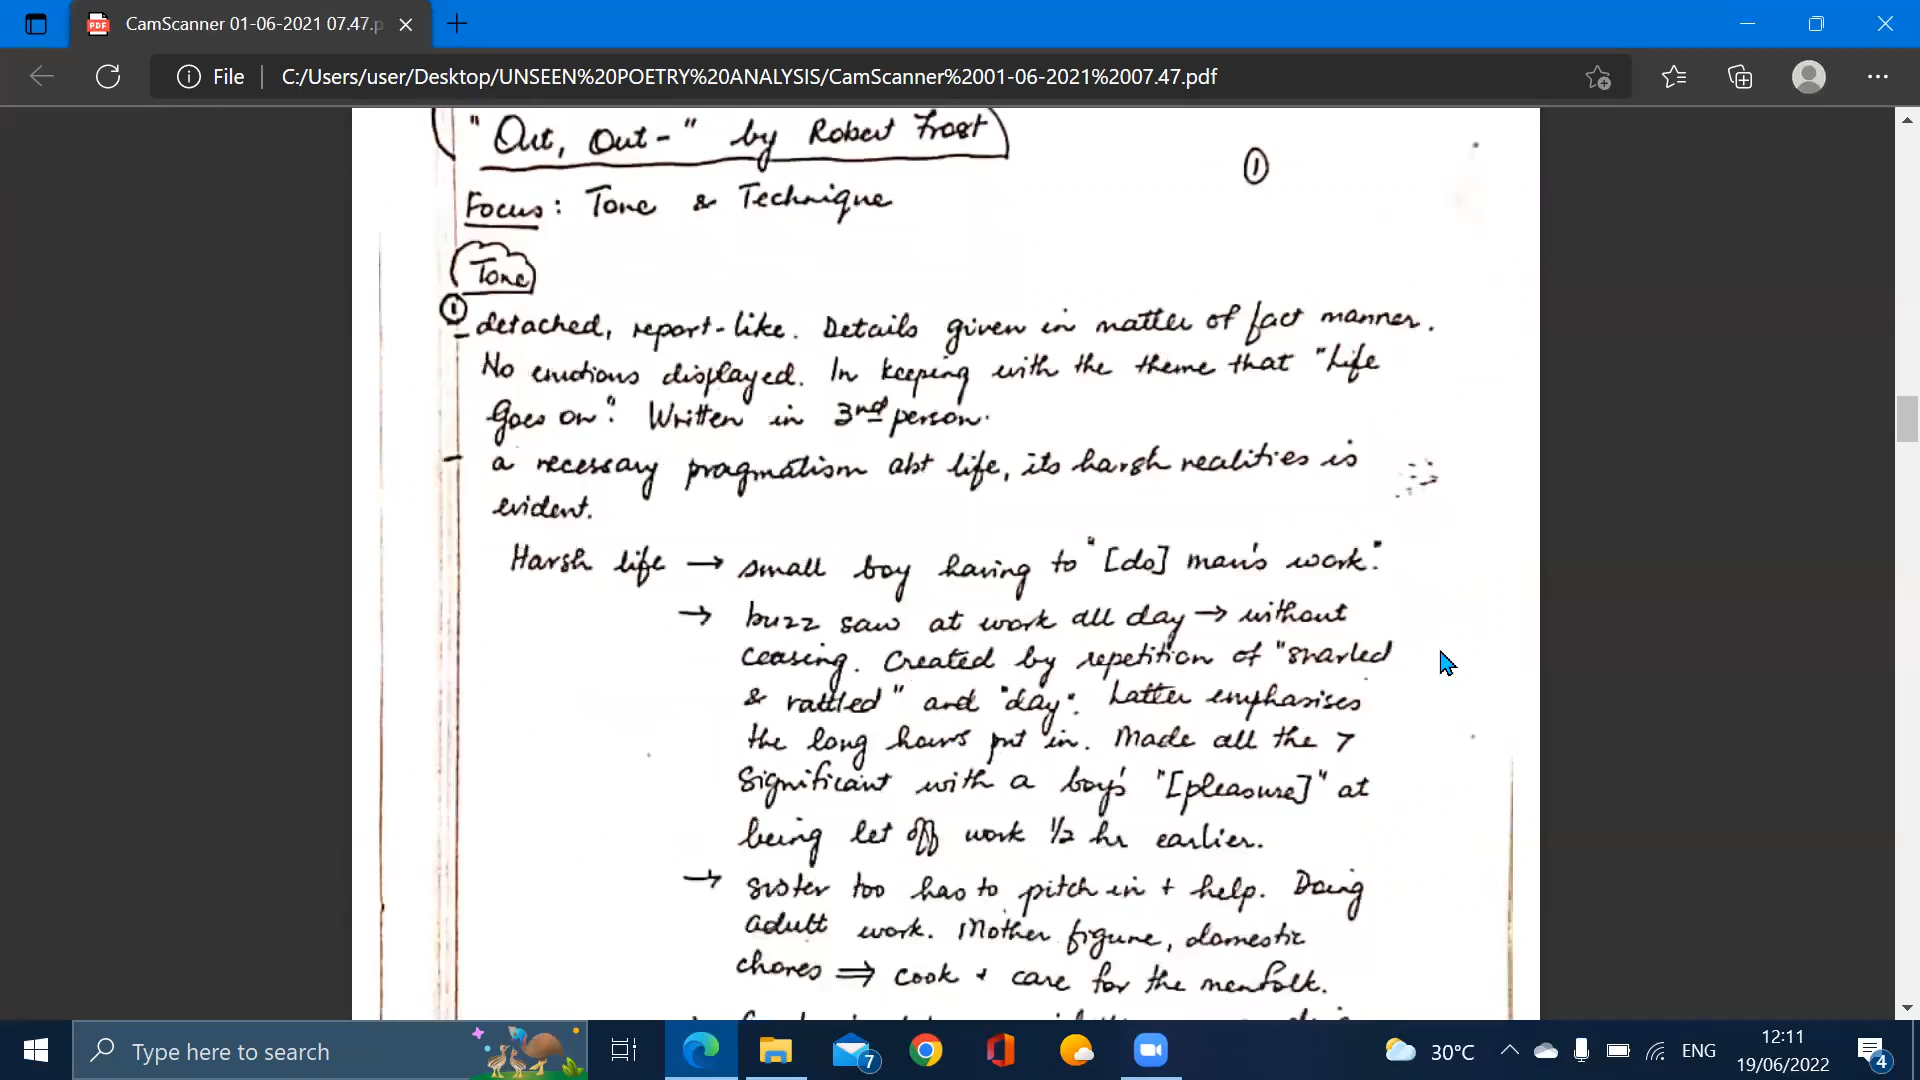 CamScanner 01-06-2021 07.47.p
File
C:/Users/user/Desktop/UNSEEN%20POETRY%20ANALYSIS/CamScanner%2001-06-2021%2007.47.pdf
"Out, Out-" by Robert Frost
①
Focus: Tone & Technique
Tone
①
- detached, report-like. Details given in matter of fact manner.
No emotions displayed. In keeping with the theme that "Life
Goes on". Written in 3nd person.
- a necessary pragmatism abt life, its harsh realities is
evident.
Harsh life → small boy having to "[do] man's work".
→ buzz saw at work all day → without
ceasing. Created by repetition of "snarled
& rattled" and "day". Latter emphasises
the long hours put in. Made all the 7
Significant with a boy's "[pleasure]" at
being let off work 1/2 hr earlier.
→ sister too has to pitch in + help. Doing
adult work. Mother figure, domestic
chores ⇒ cook + care for the menfolk.
Type here to search
7
30°C
ENG
12:11
19/06/2022
4